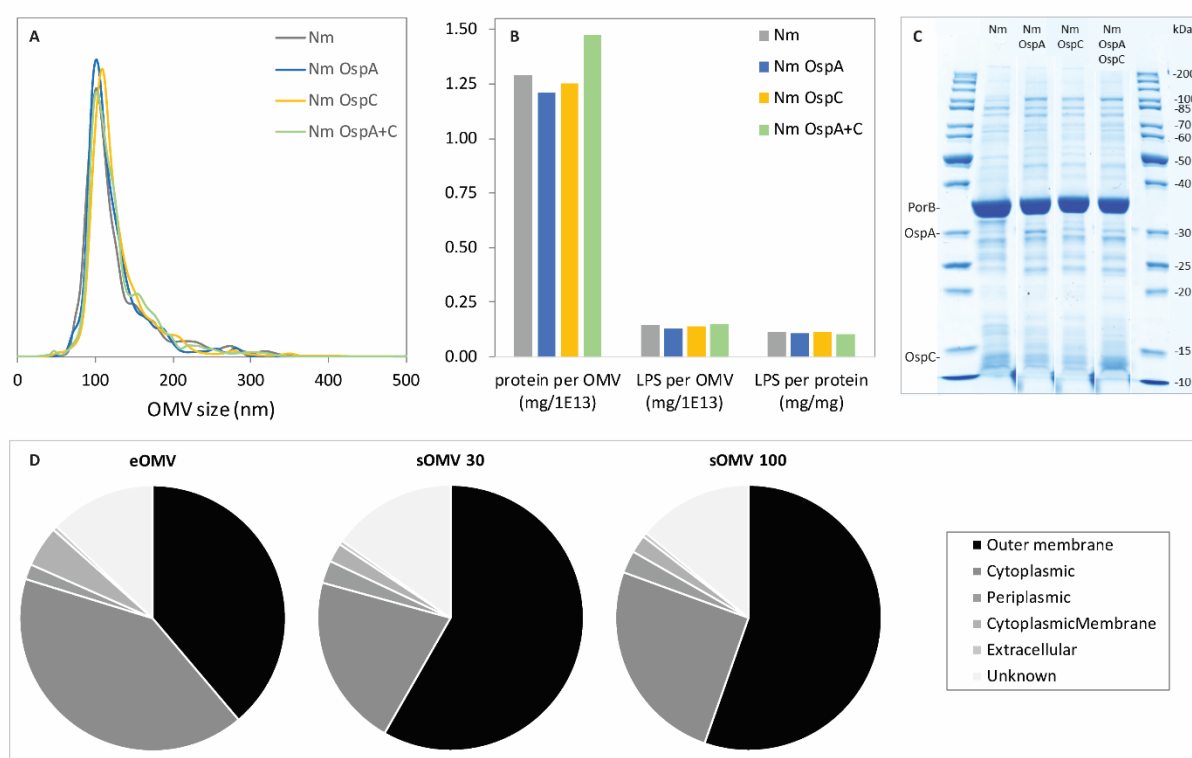 A
Nm
Nm OspA
Nm OspC
Nm OspA+C
0
100
200
300
400
500
OMV size (nm)
B
1.50
1.25
1.00
0.75
0.50
0.25
0.00
Nm
Nm OspA
Nm OspC
Nm OspA+C
protein per OMV
(mg/1E13)
LPS per OMV
(mg/1E13)
LPS per protein
(mg/mg)
C
Nm
Nm
OspA
Nm
OspC
Nm
OspA
OspC
kDa
-200
-100
-85
-70
-60
-50
-40
-30
-25
-20
-15
-10
PorB-
OspA-
OspC-
D
eOMV
sOMV 30
sOMV 100
Outer membrane
Cytoplasmic
Periplasmic
CytoplasmicMembrane
Extracellular
Unknown